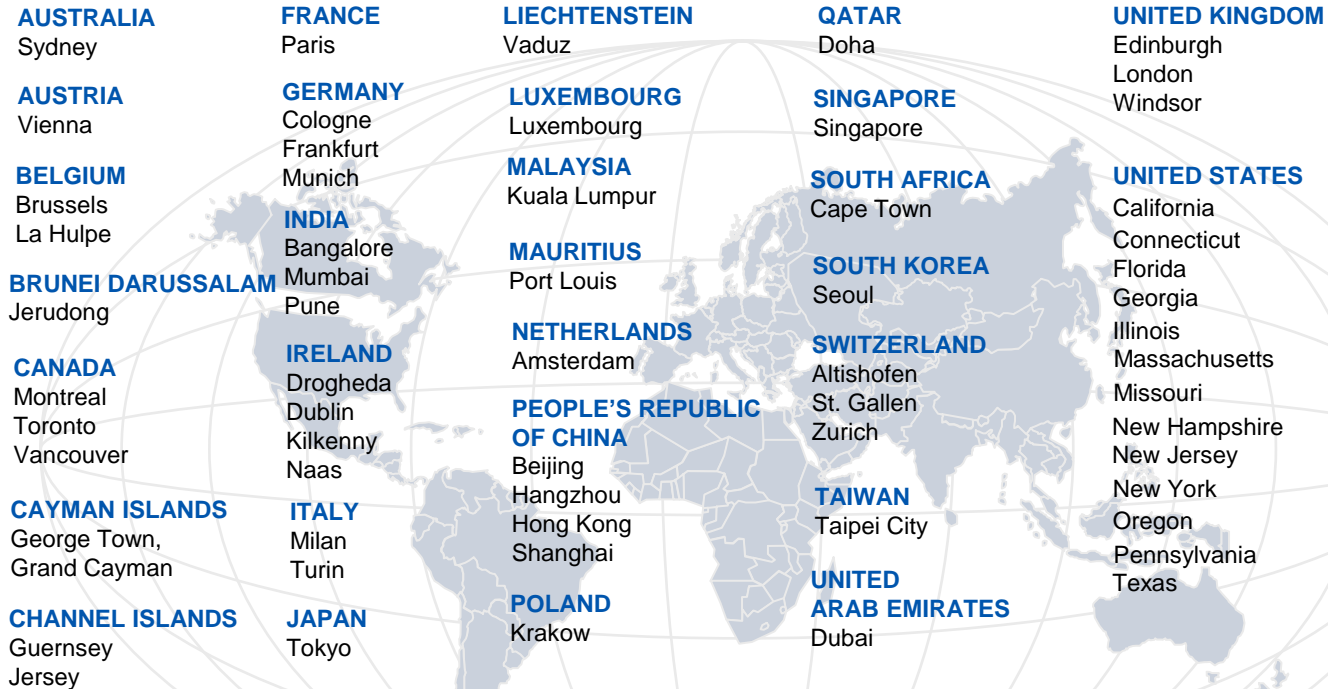 AUSTRALIA
Sydney
AUSTRIA
Vienna
BELGIUM
Brussels
La Hulpe
BRUNEI DARUSSALAM
Jerudong
CANADA
Montreal
Toronto
Vancouver
CAYMAN ISLANDS
George Town,
Grand Cayman
CHANNEL ISLANDS
Guernsey
Jersey
FRANCE
Paris
GERMANY
Cologne
Frankfurt
Munich
INDIA
Bangalore
Mumbai
Pune
IRELAND
Drogheda
Dublin
Kilkenny
Naas
ITALY
Milan
Turin
JAPAN
Tokyo
LIECHTENSTEIN
Vaduz
LUXEMBOURG
Luxembourg
MALAYSIA
Kuala Lumpur
MAURITIUS
Port Louis
NETHERLANDS
Amsterdam
PEOPLE’S REPUBLIC
OF CHINA
Beijing
Hangzhou
Hong Kong
Shanghai
POLAND
Krakow
QATAR
Doha
SINGAPORE
Singapore
SOUTH AFRICA
Cape Town
SOUTH KOREA
Seoul
SWITZERLAND
Altishofen
St. Gallen
Zurich
TAIWAN
Taipei City
UNITED
ARAB EMIRATES
Dubai
UNITED KINGDOM
Edinburgh
London
Windsor
UNITED STATES
California
Connecticut
Florida
Georgia
Illinois
Massachusetts
Missouri
New Hampshire
New Jersey
New York
Oregon
Pennsylvania
Texas